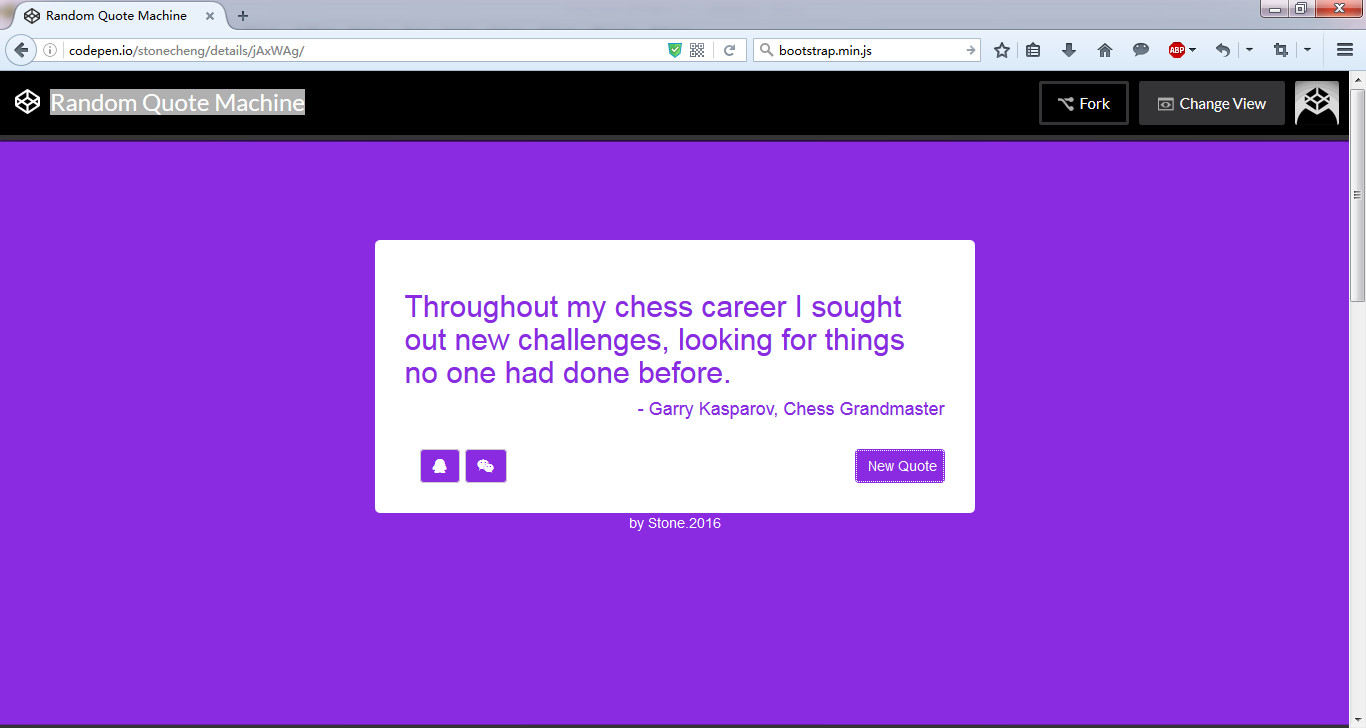 Random Quote Machine
codepen.io/stonecheng/details/jAxWAg/
bootstrap.min.js
ABP
Random Quote Machine
Fork
Change View
Throughout my chess career I sought
out new challenges, looking for things
no one had done before.
- Garry Kasparov, Chess Grandmaster
New Quote
by Stone.2016